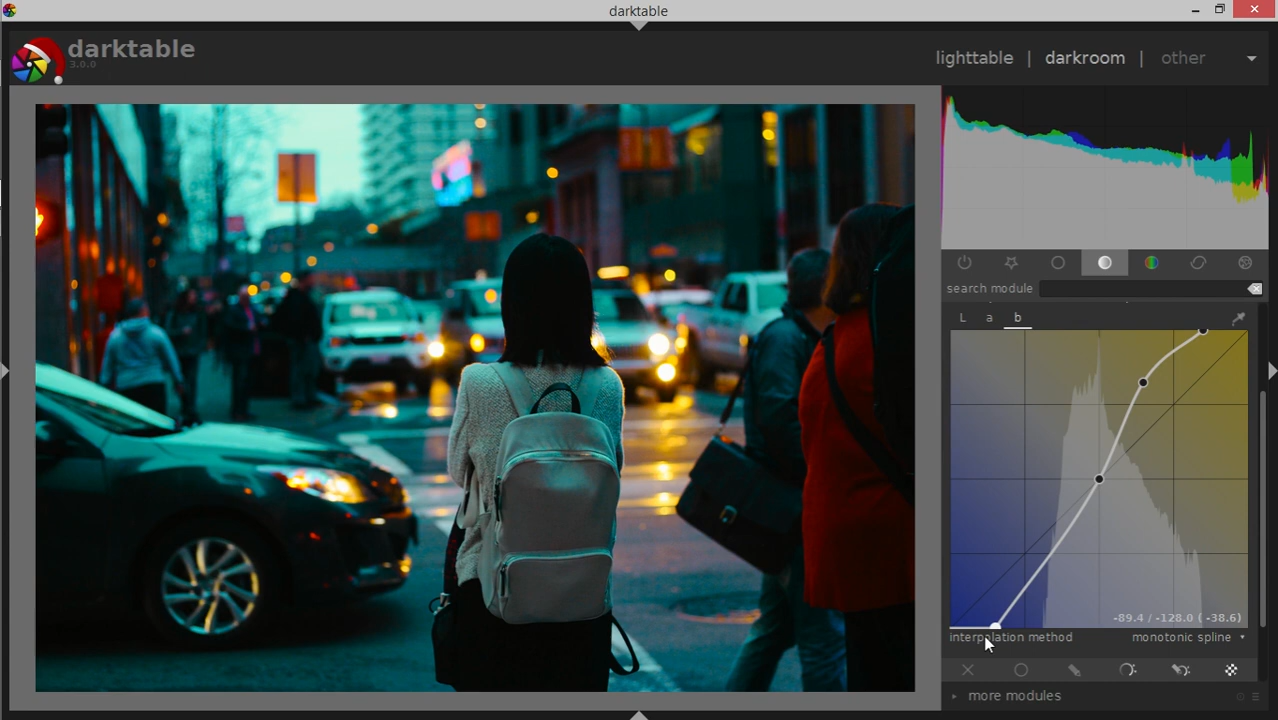 darktable
darktable
3.0.0
lighttable | darkroom | other
search module
L a b
-89.4 / -128.0 ( -38.6)
interpolation method monotonic spline
more modules